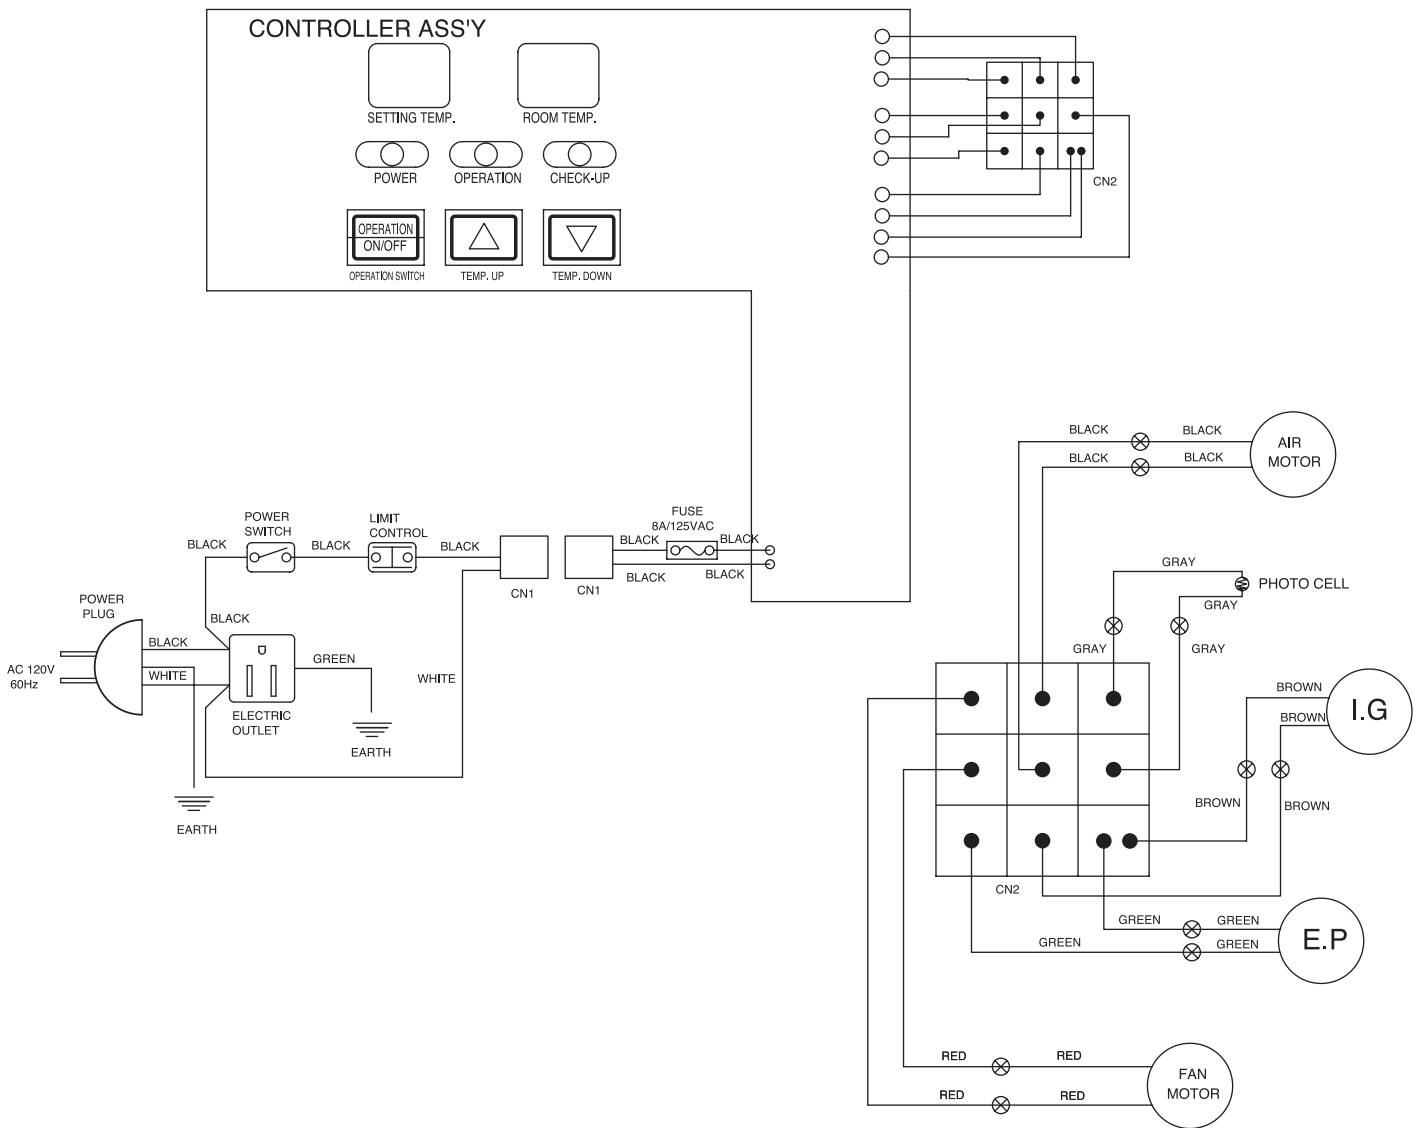 CONTROLLER ASS'Y
SETTING TEMP.
ROOM TEMP.
POWER
OPERATION
CHECK-UP
OPERATION
ON/OFF
OPERATION SWITCH
TEMP. UP
TEMP. DOWN
CN2
BLACK
BLACK
AIR
MOTOR
BLACK
BLACK
POWER
SWITCH
LIMIT
CONTROL
FUSE
8A/125VAC
BLACK
BLACK
BLACK
BLACK
BLACK
BLACK
BLACK
CN1
CN1
GRAY
PHOTO CELL
GRAY
GRAY
GRAY
POWER
PLUG
BLACK
BLACK
AC 120V
60Hz
WHITE
GREEN
WHITE
ELECTRIC
OUTLET
EARTH
EARTH
BROWN
I.G
BROWN
BROWN
BROWN
CN2
GREEN
GREEN
E.P
GREEN
GREEN
RED
RED
FAN
MOTOR
RED
RED